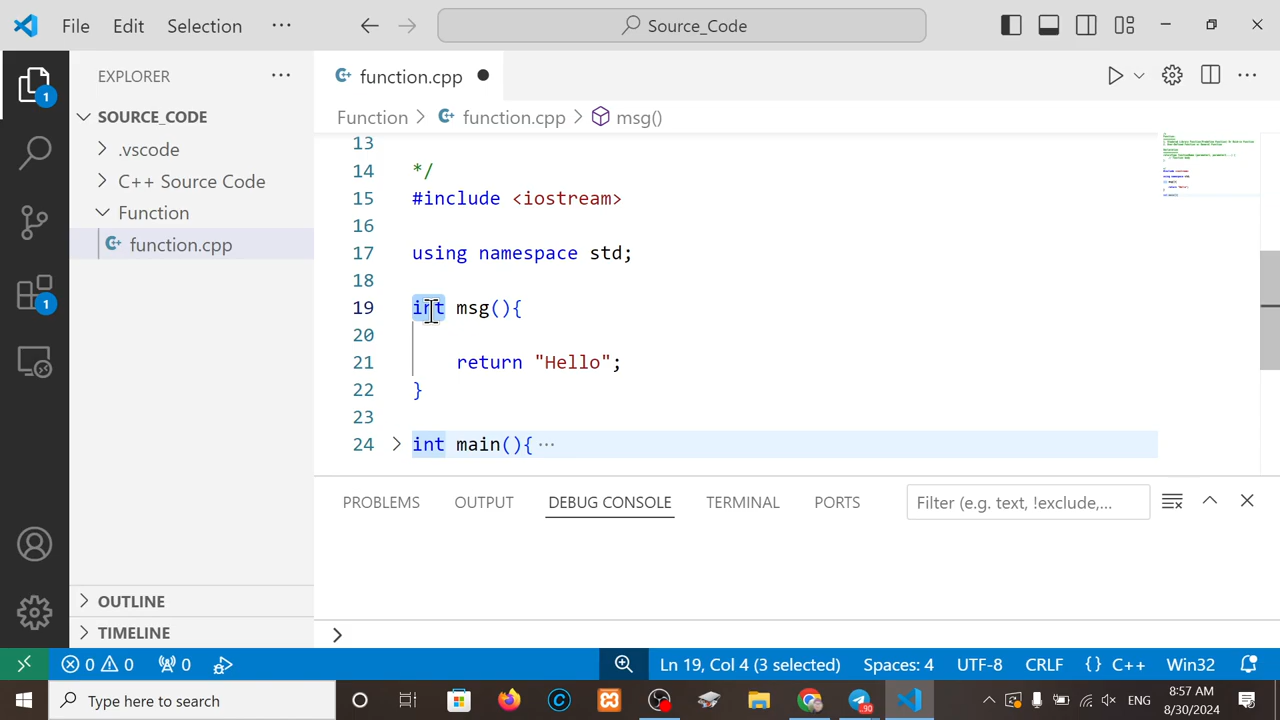 File Edit Selection ··· Source_Code
EXPLORER ···
SOURCE_CODE
.vscode
C++ Source Code
Function
function.cpp
OUTLINE
TIMELINE
1
1
function.cpp
Function > function.cpp > msg()
13
14 */
15 #include <iostream>
16
17 using namespace std;
18
19 int msg(){
20
21 return "Hello";
22 }
23
24 int main(){ ···
PROBLEMS OUTPUT DEBUG CONSOLE TERMINAL PORTS Filter (e.g. text, !exclude,...
>
0 0 0 Ln 19, Col 4 (3 selected) Spaces: 4 UTF-8 CRLF {} C++ Win32
Type here to search 90 ENG 8:57 AM
8/30/2024